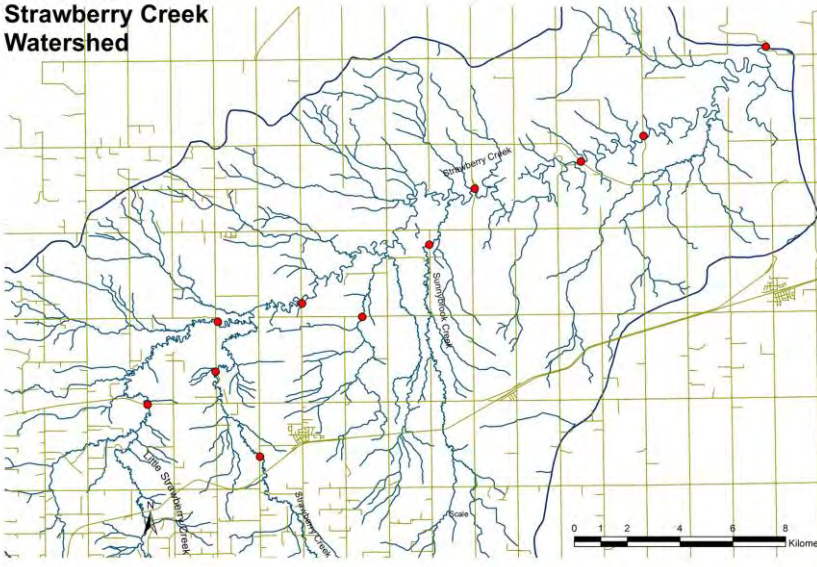 Strawberry Creek
Watershed
Strawberry Creek
Sunnybrook Creek
Little Strawberry Creek
Strawberry Creek
N
Scale
0 1 2 4 6 8
Kilome